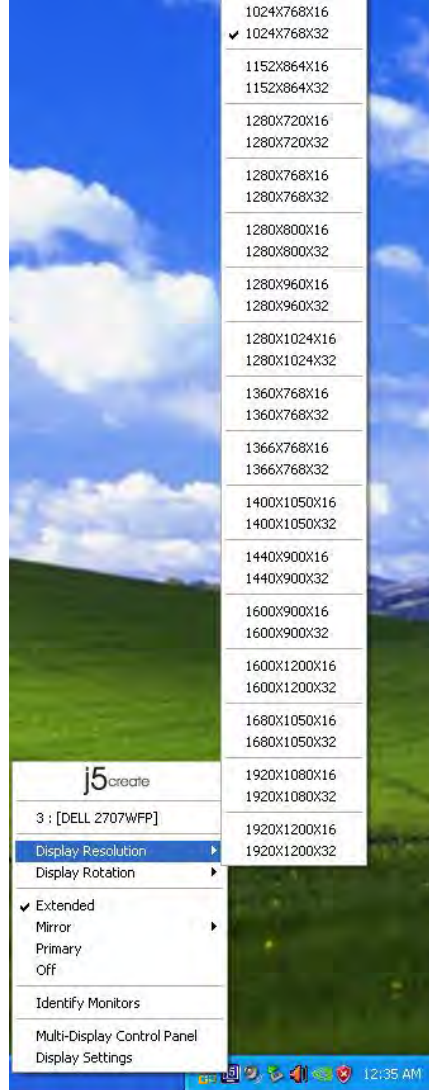 1024X768X16
1024X768X32
1152X864X16
1152X864X32
1280X720X16
1280X720X32
1280X768X16
1280X768X32
1280X800X16
1280X800X32
1280X960X16
1280X960X32
1280X1024X16
1280X1024X32
1360X768X16
1360X768X32
1366X768X16
1366X768X32
1400X1050X16
1400X1050X32
1440X900X16
1440X900X32
1600X900X16
1600X900X32
1600X1200X16
1600X1200X32
1680X1050X16
1680X1050X32
1920X1080X16
1920X1080X32
1920X1200X16
1920X1200X32
j5create
3 : [DELL 2707WFP]
Display Resolution
Display Rotation
Extended
Mirror
Primary
Off
Identify Monitors
Multi-Display Control Panel
Display Settings
12:35 AM